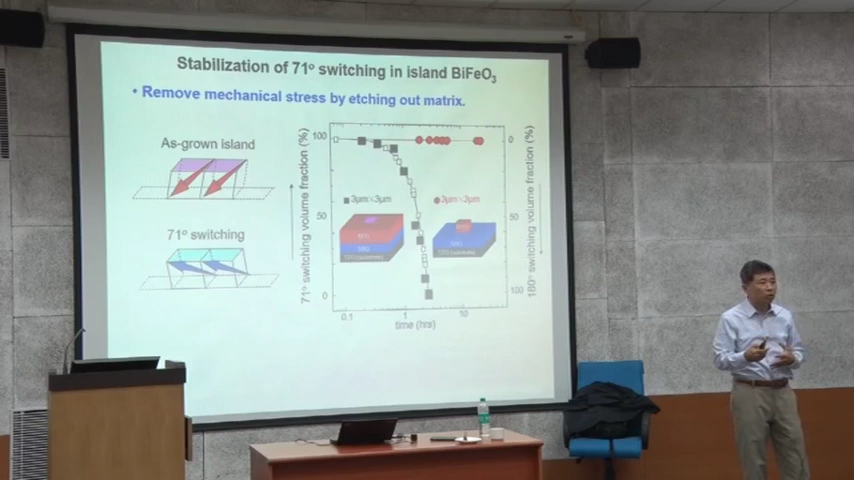 Stabilization of 71° switching in island BiFeO3
• Remove mechanical stress by etching out matrix.
As-grown island
71° switching
71° switching volume fraction (%)
100
50
0
3μm×3μm
3μm×3μm
0
50
100
180° switching volume fraction (%)
0.1
1
10
time (hrs)